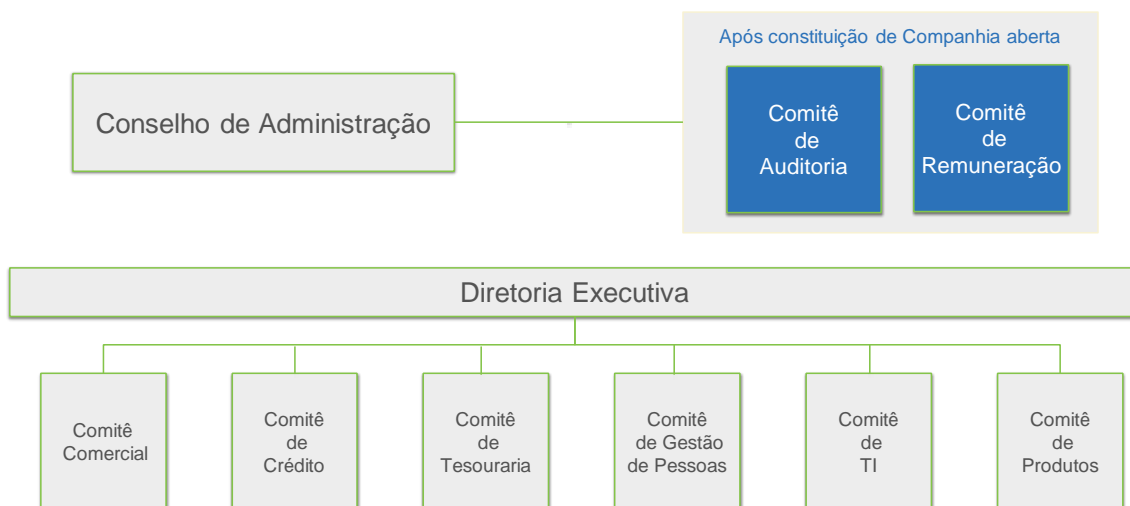 Após constituição de Companhia aberta
Conselho de Administração
Comitê
de
Auditoria
Comitê
de
Remuneração
Diretoria Executiva
Comitê
Comercial
Comitê
de
Crédito
Comitê
de
Tesouraria
Comitê
de Gestão
de Pessoas
Comitê
de
TI
Comitê
de
Produtos